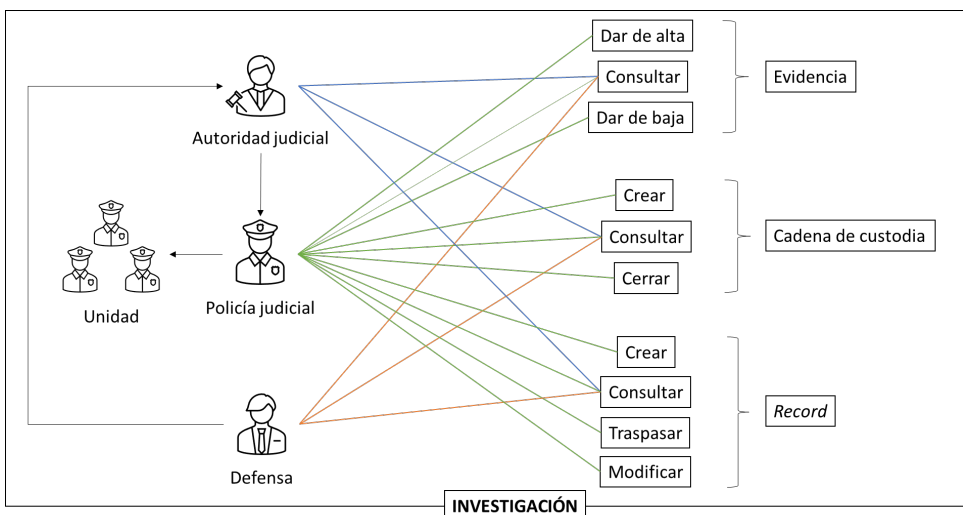 Autoridad judicial
Unidad
Policía judicial
Defensa
Dar de alta
Consultar
Dar de baja
Evidencia
Crear
Consultar
Cerrar
Cadena de custodia
Crear
Consultar
Traspasar
Modificar
Record
INVESTIGACIÓN